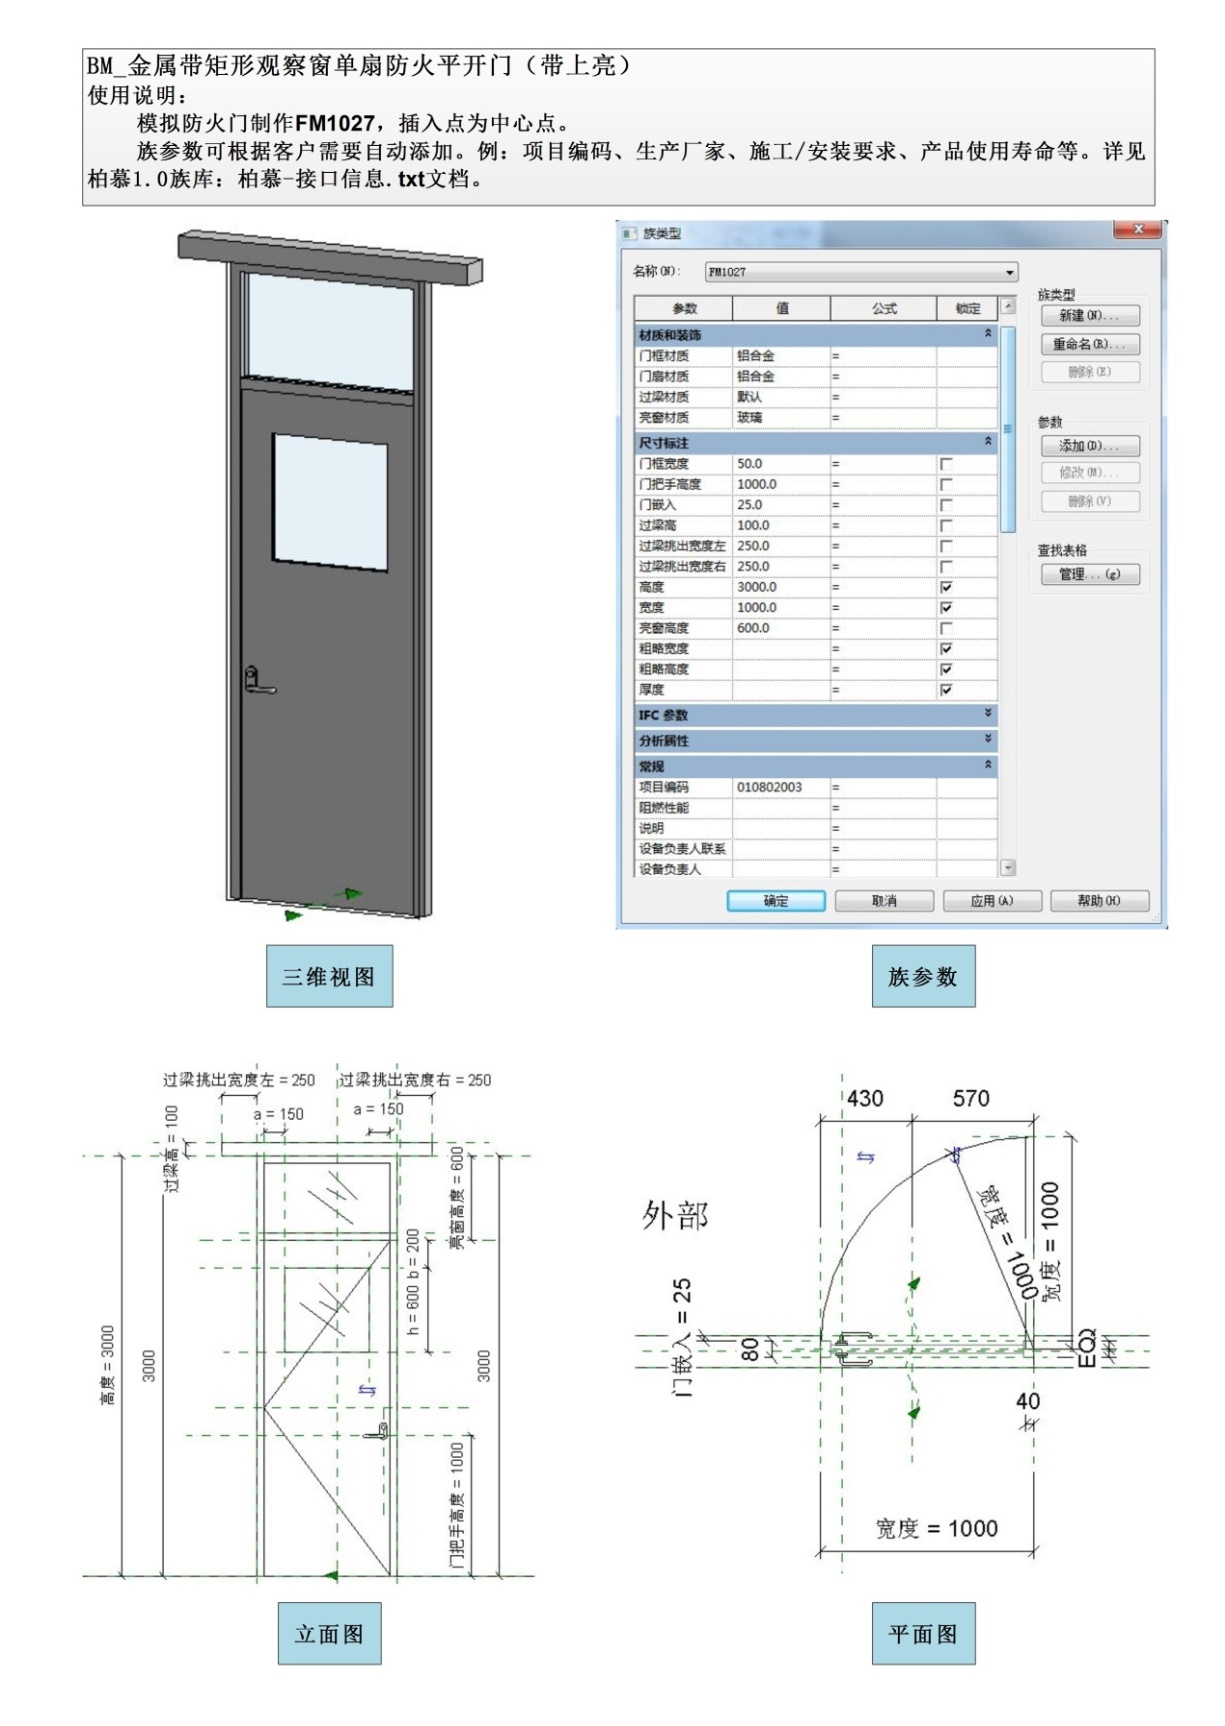 BM_金属带矩形观察窗单扇防火平开门（带上亮）
使用说明：
模拟防火门制作FM1027，插入点为中心点。
族参数可根据客户需要自动添加。例：项目编码、生产厂家、施工/安装要求、产品使用寿命等。详见
柏慕1.0族库：柏慕-接口信息.txt文档。
族类型
名称(N)： FM1027
参数 值 公式 锁定
材质和装饰
门框材质 铝合金 =
门扇材质 铝合金 =
过梁材质 默认 =
亮窗材质 玻璃 =
尺寸标注
门框宽度 50.0 =
门把手高度 1000.0 =
门嵌入 25.0 =
过梁高 100.0 =
过梁挑出宽度左 250.0 =
过梁挑出宽度右 250.0 =
高度 3000.0 =
宽度 1000.0 =
亮窗高度 600.0 =
粗略宽度 =
粗略高度 =
厚度 =
IFC 参数
分析属性
常规
项目编码 010802003 =
阻燃性能 =
说明 =
设备负责人联系 =
设备负责人 =
族类型
新建(N)...
重命名(R)...
删除(E)
参数
添加(D)...
修改(M)...
删除(V)
查找表格
管理...(g)
确定 取消 应用(A) 帮助(H)
三维视图
族参数
过梁挑出宽度左 = 250
过梁挑出宽度右 = 250
a = 150
a = 150
过梁高 = 100
亮窗高度 = 600
b = 200
h = 600
高度 = 3000
3000
3000
门把手高度 = 1000
立面图
430
570
外部
宽度 = 1000
宽度 = 1000
门嵌入 = 25
80
EQ
40
宽度 = 1000
平面图